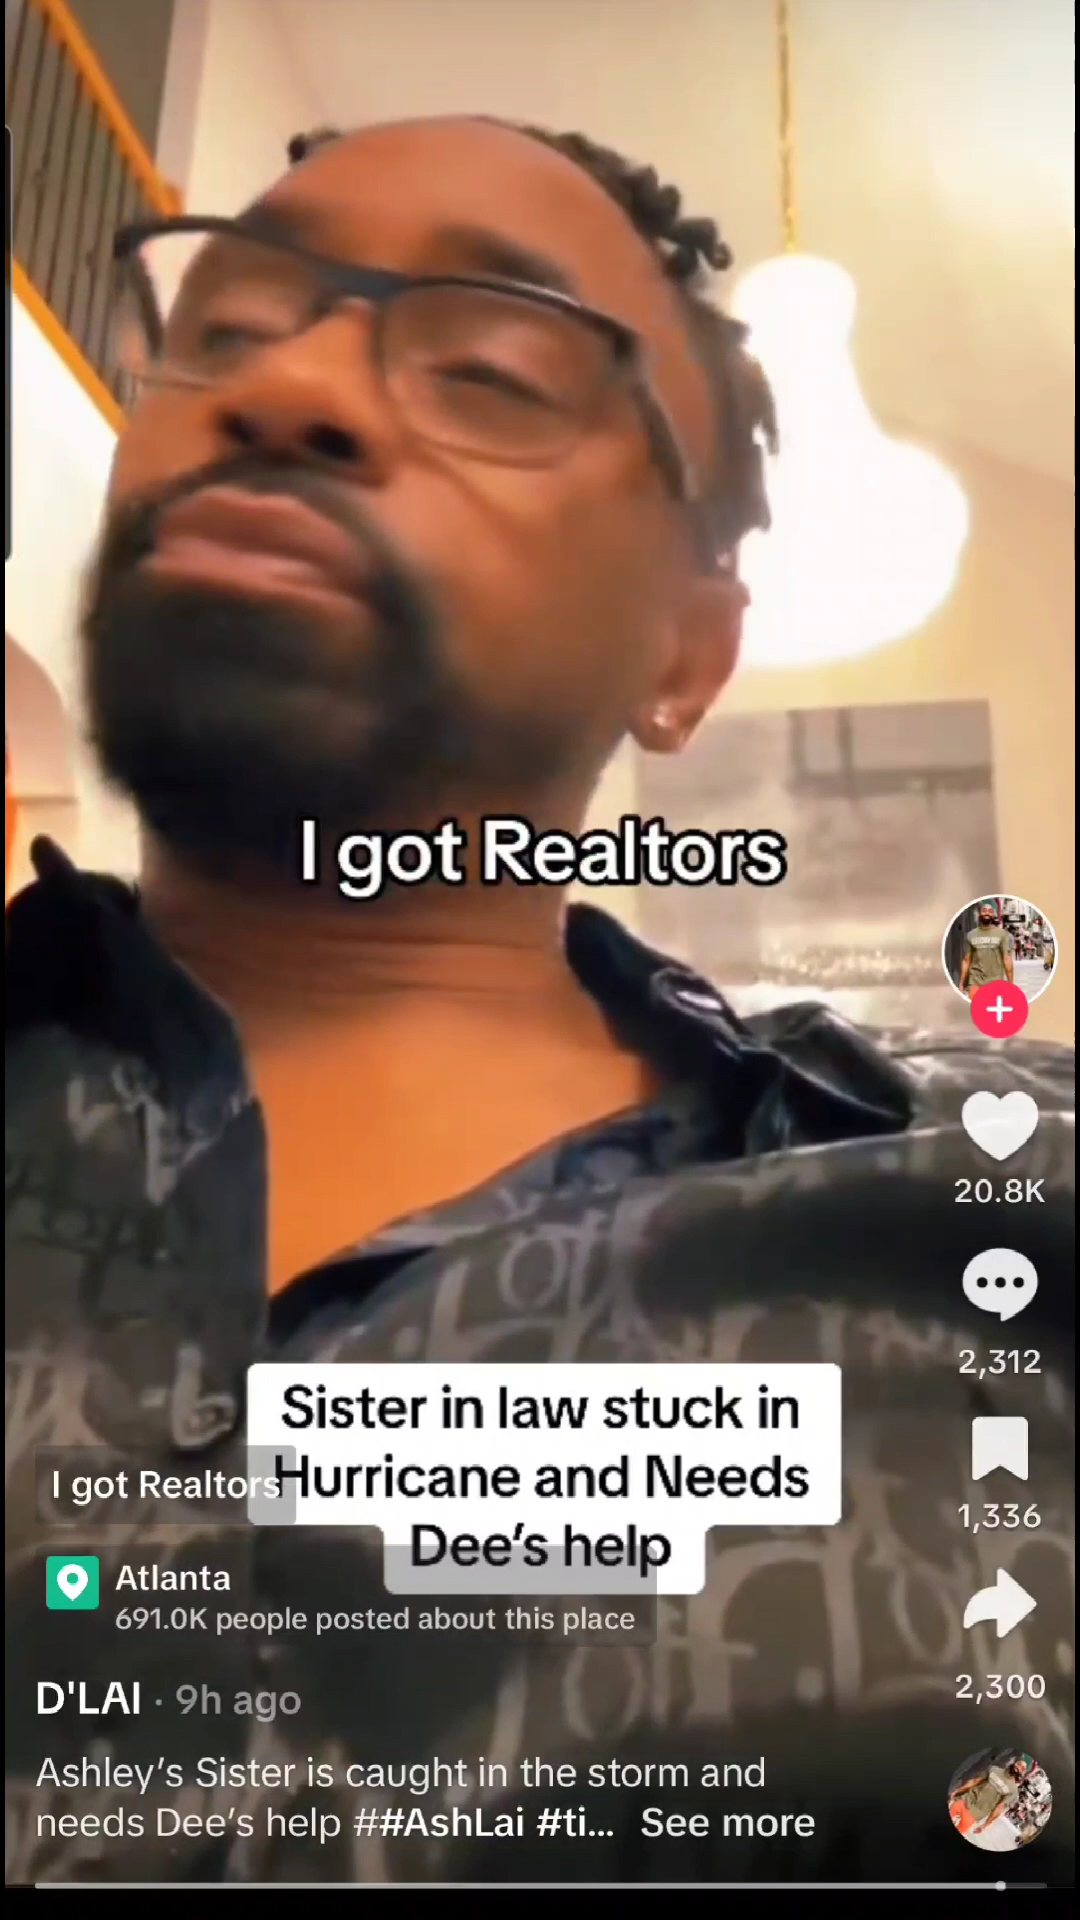 I got Realtors
20.8K
2,312
Sister in law stuck in
Hurricane and Needs
Dee's help
I got Realtors
1,336
Atlanta
691.0K people posted about this place
2,300
D'LAI · 9h ago
Ashley's Sister is caught in the storm and
needs Dee's help ##AshLai #ti... See more